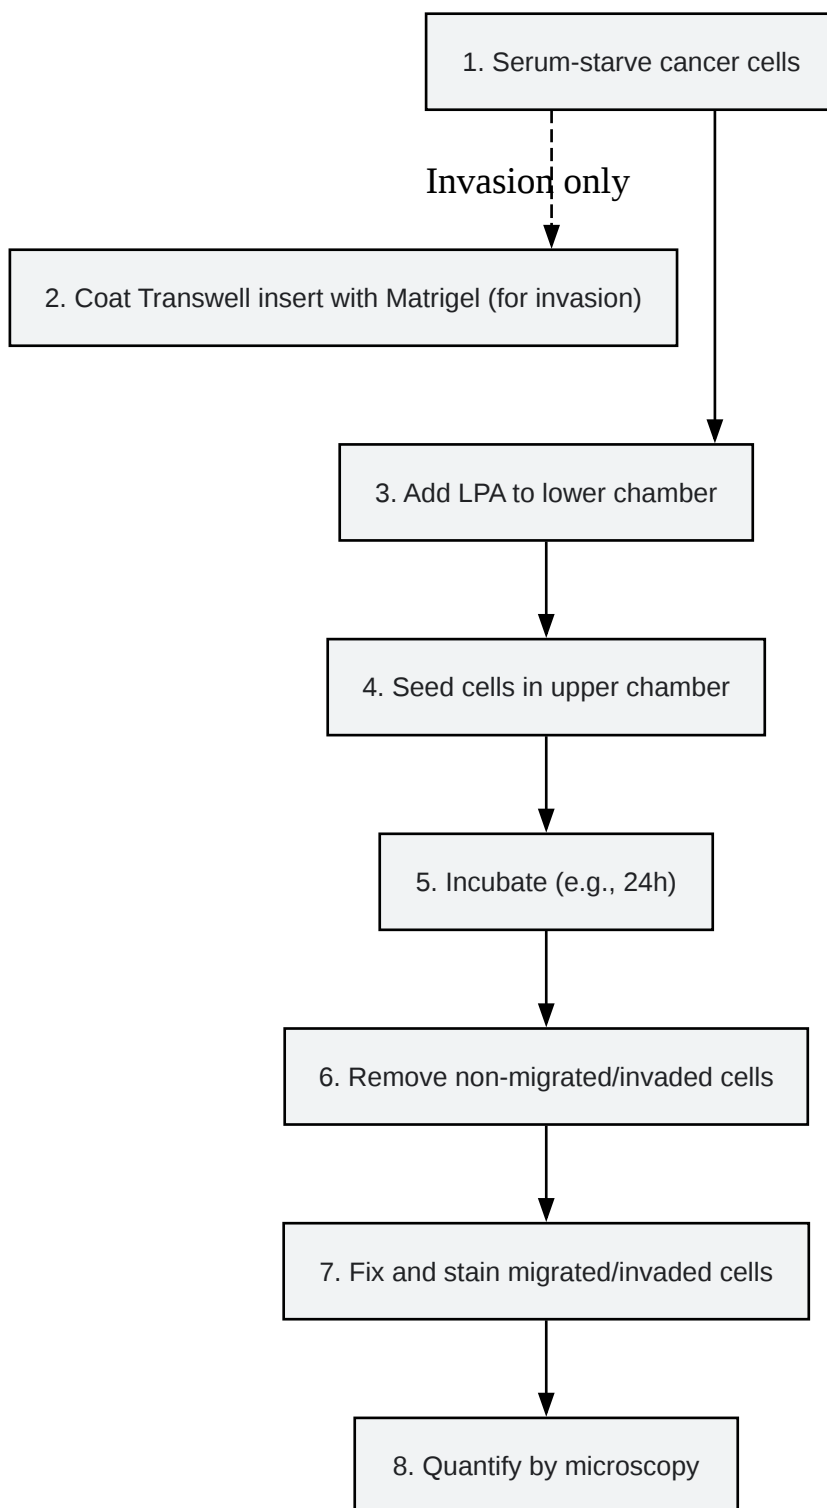 1. Serum-starve cancer cells
Invasion only
2. Coat Transwell insert with Matrigel (for invasion)
3. Add LPA to lower chamber
4. Seed cells in upper chamber
5. Incubate (e.g., 24h)
6. Remove non-migrated/invaded cells
7. Fix and stain migrated/invaded cells
8. Quantify by microscopy